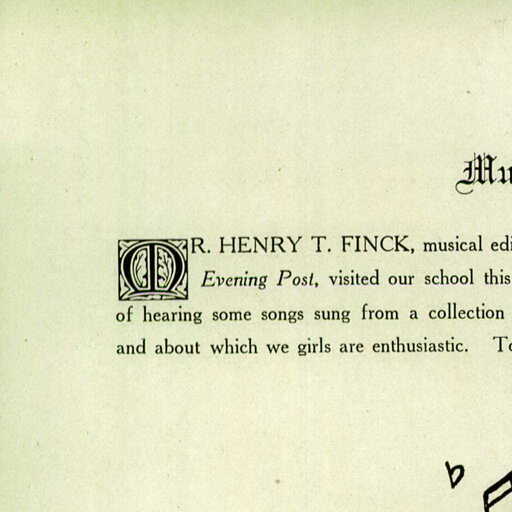 Mu
MR. HENRY T. FINCK, musical edi
Evening Post, visited our school this
of hearing some songs sung from a collection
and about which we girls are enthusiastic. To